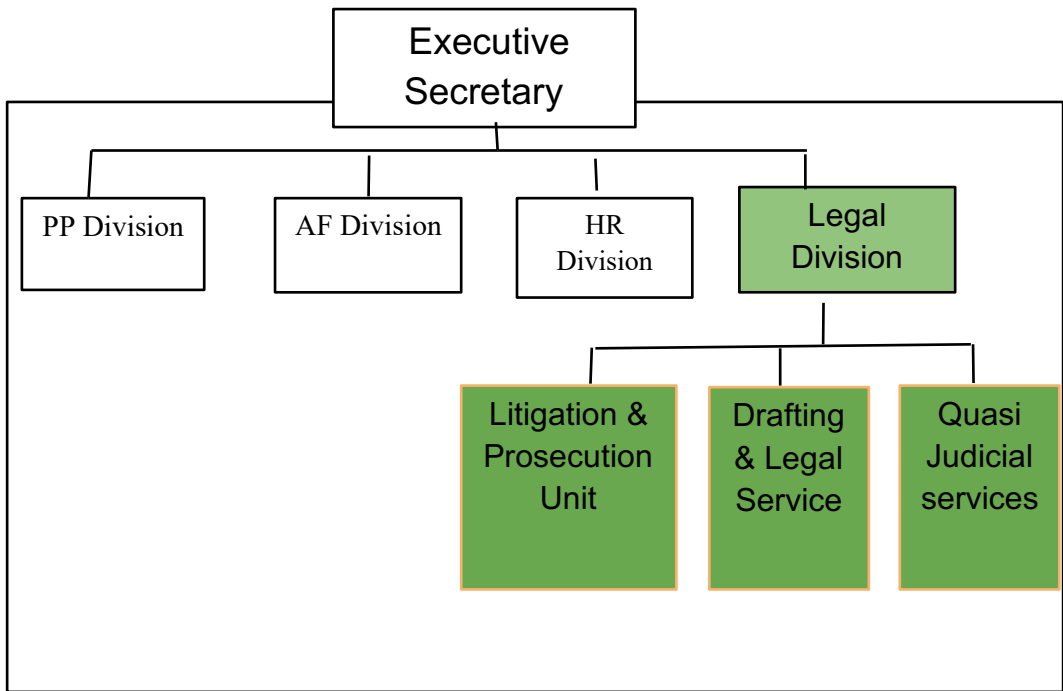 Executive
Secretary
PP Division
AF Division
HR
Division
Legal
Division
Litigation &
Prosecution
Unit
Drafting
& Legal
Service
Quasi
Judicial
services